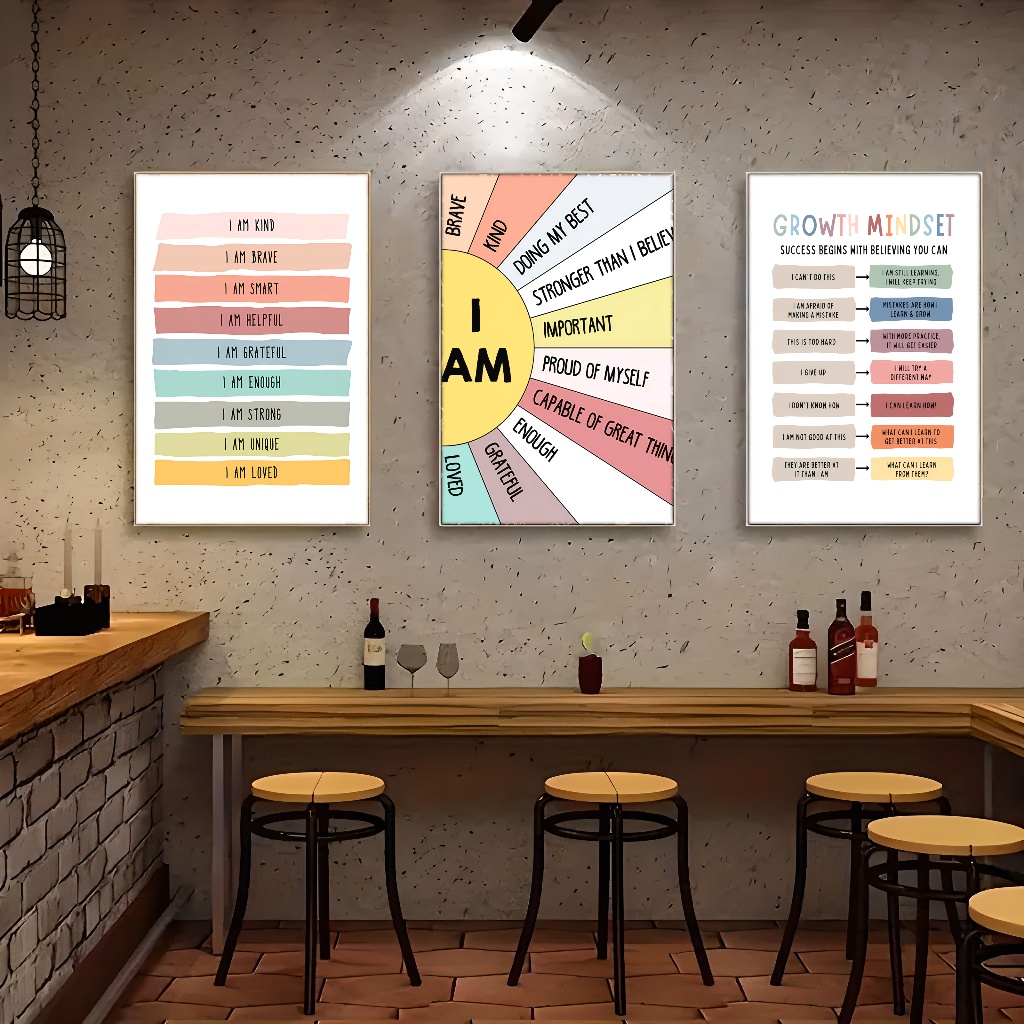 I AM KIND
I AM BRAVE
I AM SMART
I AM HELPFUL
I AM GRATEFUL
I AM ENOUGH
I AM STRONG
I AM UNIQUE
I AM LOVED
BRAVE
KIND
DOING MY BEST
STRONGER THAN I BELIEV
IMPORTANT
PROUD OF MYSELF
CAPABLE OF GREAT THIN
ENOUGH
GRATEFUL
LOVED
I
AM
GROWTH MINDSET
SUCCESS BEGINS WITH BELIEVING YOU CAN
I CAN'T DO THIS
I AM STILL LEARNING.
I WILL KEEP TRYING
I AM AFRAID OF
MAKING A MISTAKE
MISTAKES ARE HOW I
LEARN & GROW
THIS IS TOO HARD
WITH MORE PRACTICE,
IT WILL GET EASIER
I GIVE UP
I WILL TRY A
DIFFERENT WAY
I DON'T KNOW HOW
I CAN LEARN HOW!
I AM NOT GOOD AT THIS
WHAT CAN I LEARN TO
GET BETTER AT THIS
THEY ARE BETTER AT
IT THAN I AM
WHAT CAN I LEARN
FROM THEM?